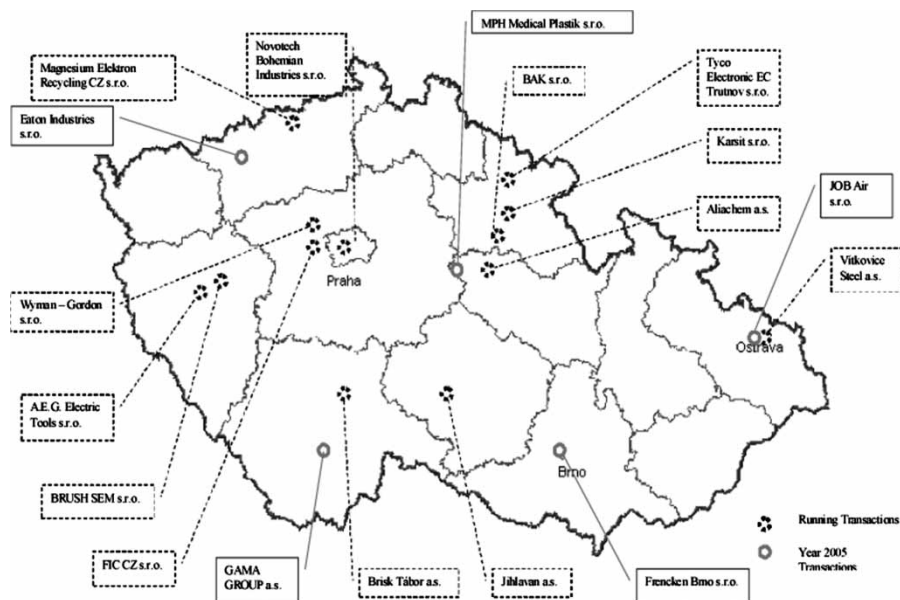 MPH Medical Plastik s.r.o.
Novotech
Bohemian
Industries s.r.o.
Magnesium Elektron
Recycling CZ s.r.o.
BAK s.r.o.
Tyco
Electronic EC
Trutnov s.r.o.
Eaton Industries
s.r.o.
Karsit s.r.o.
JOB Air
s.r.o.
Aliachem a.s.
Vitkovice
Steel a.s.
Praha
Wyman – Gordon
s.r.o.
Ostrava
A.E.G. Electric
Tools s.r.o.
Brno
BRUSH SEM s.r.o.
Running Transactions
Year 2005
Transactions
FIC CZ s.r.o.
GAMA
GROUP a.s.
Brisk Tábor a.s.
Jihlavan a.s.
Frencken Brno s.r.o.